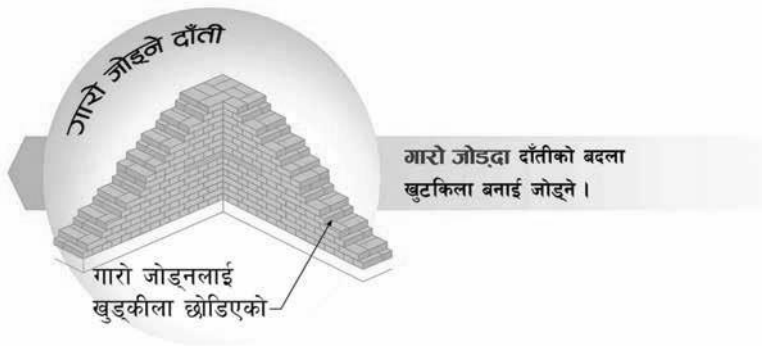 गारो जोड्ने दाँती
गारो जोड्दा दाँतीको बदला
खुटकिला बनाई जोड्ने ।
गारो जोड्नलाई
खुड्कीला छोडिएको